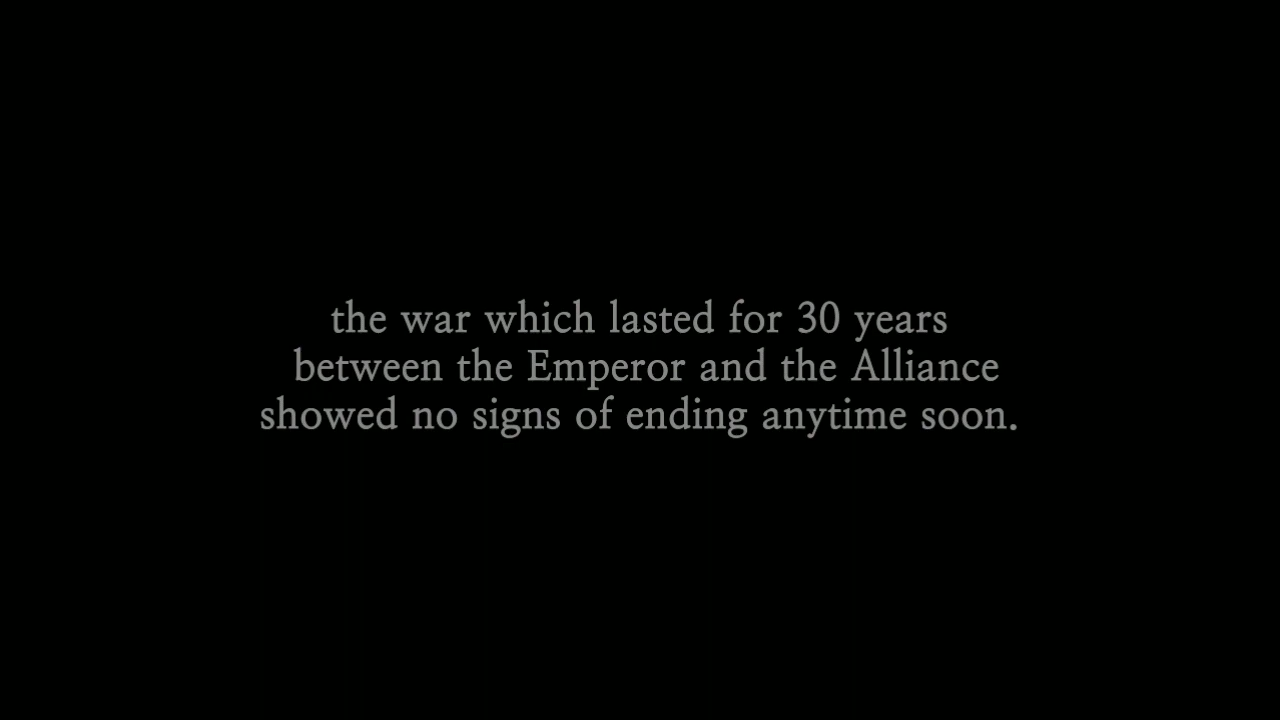 the war which lasted for 30 years
between the Emperor and the Alliance
showed no signs of ending anytime soon.